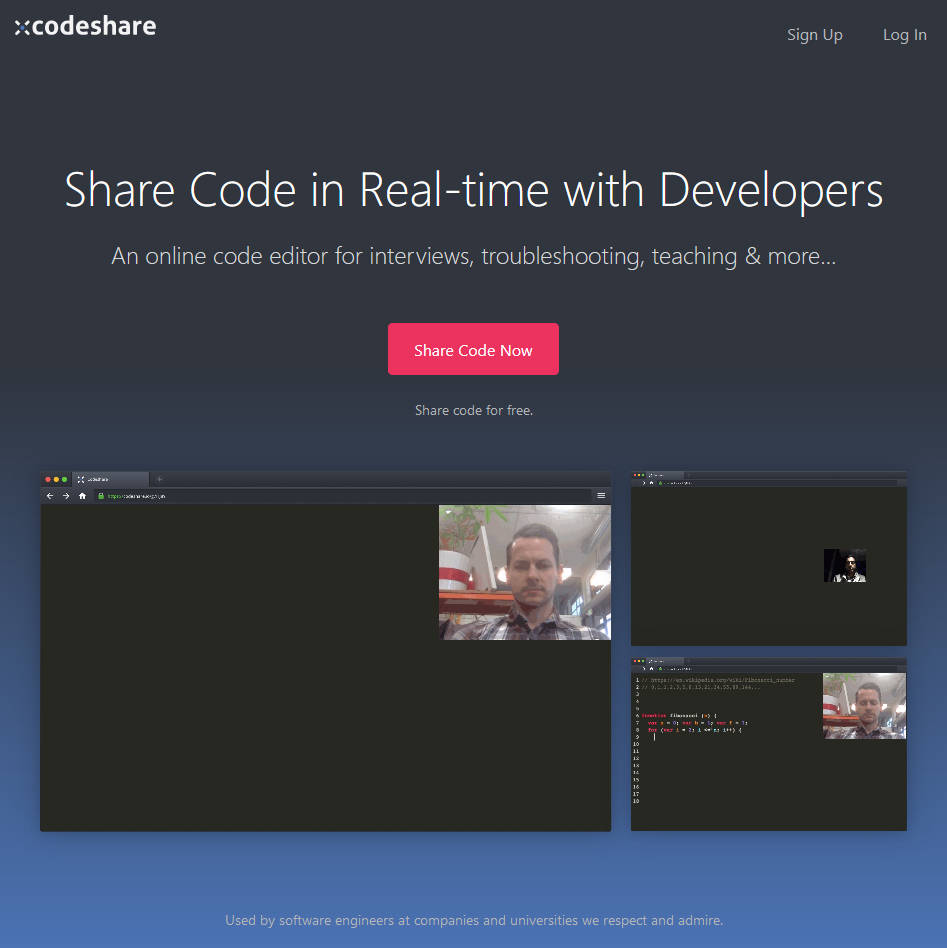 codeshare
Sign Up
Log In
Share Code in Real-time with Developers
An online code editor for interviews, troubleshooting, teaching & more...
Share Code Now
Share code for free.
Codeshare
1 // https://en.wikipedia.org/wiki/Fibonacci_number
2 // 0,1,1,2,3,5,8,13,21,34,55,89,144...
3
4
5
6 function fibonacci (n) {
7 var a = 0; var b = 1; var f = 1;
8 for (var i = 2; i <= n; i++) {
9
10
11
12
13
14
15
16
17
18
Used by software engineers at companies and universities we respect and admire.